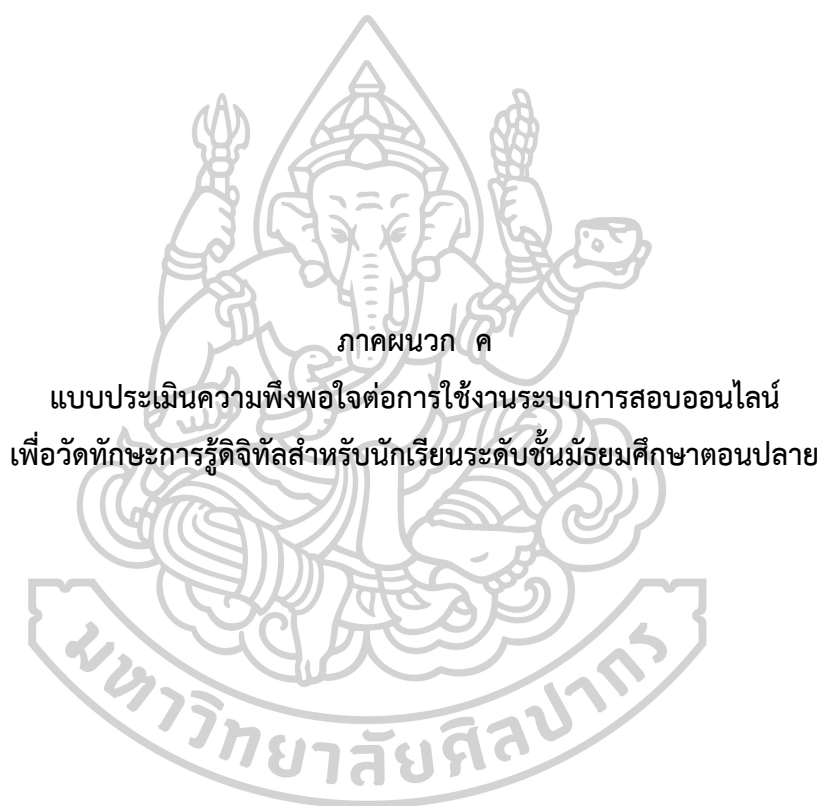 ภาคผนวก ค
แบบประเมินความพึงพอใจต่อการใช้งานระบบการสอบออนไลน์
เพื่อวัดทักษะการรู้ดิจิทัลสำหรับนักเรียนระดับชั้นมัธยมศึกษาตอนปลาย
มหาวิทยาลัยศิลปากร